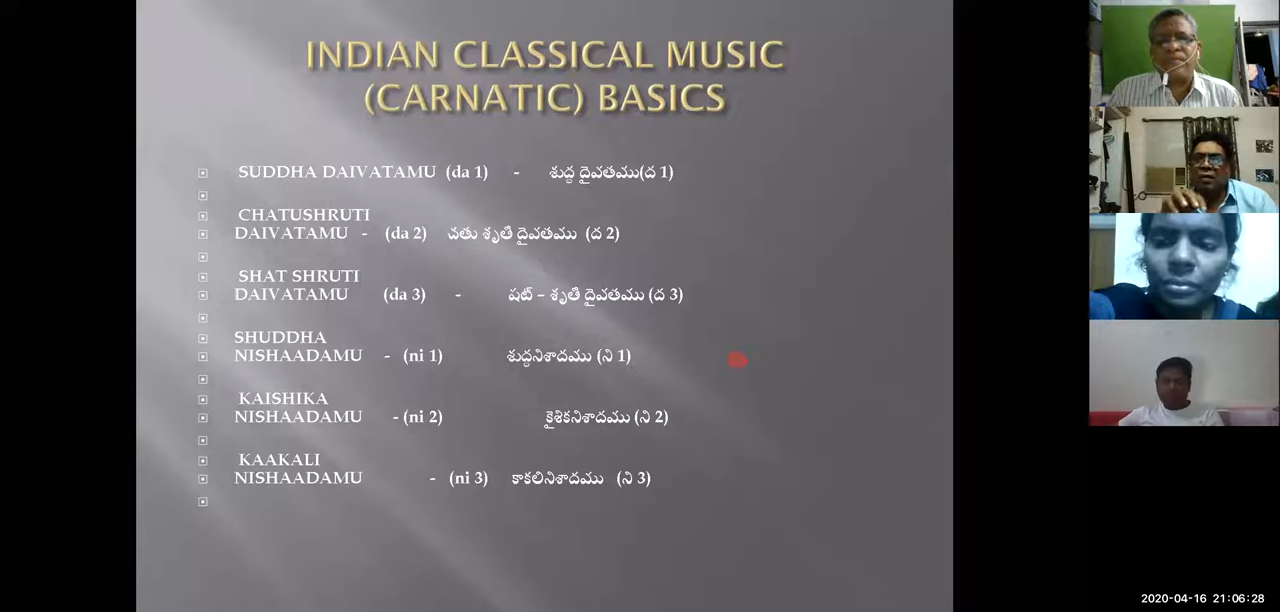 INDIAN CLASSICAL MUSIC
(CARNATIC) BASICS
SUDDHA DAIVATAMU (da 1) - శుద్ద దైవతము(ద 1)
CHATUSHRUTI
DAIVATAMU - (da 2) చతు శృతి దైవతము (ద 2)
SHAT SHRUTI
DAIVATAMU (da 3) - షట్ – శృతి దైవతము (ద 3)
SHUDDHA
NISHAADAMU - (ni 1) శుద్దనిశాదము (ని 1)
KAISHIKA
NISHAADAMU - (ni 2) కైశికనిశాదము (ని 2)
KAAKALI
NISHAADAMU - (ni 3) కాకలినిశాదము (ని 3)
2020-04-16 21:06:28